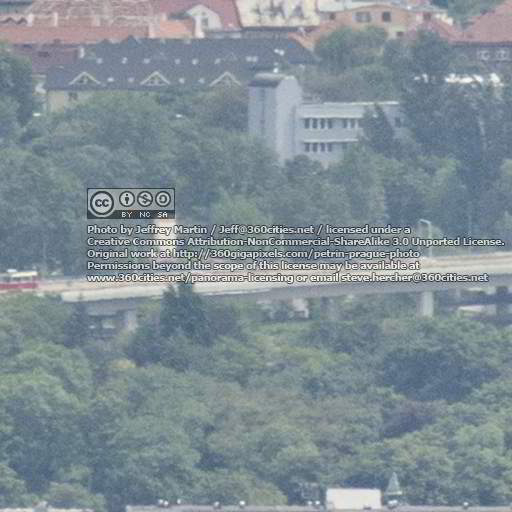 cc BY NC SA
Photo by Jeffrey Martin / Jeff@360cities.net / licensed under a
Creative Commons Attribution-NonCommercial-ShareAlike 3.0 Unported License.
Original work at http://360gigapixels.com/petrin-prague-photo
Permissions beyond the scope of this license may be available at
www.360cities.net/panorama-licensing or email steve.hercher@360cities.net